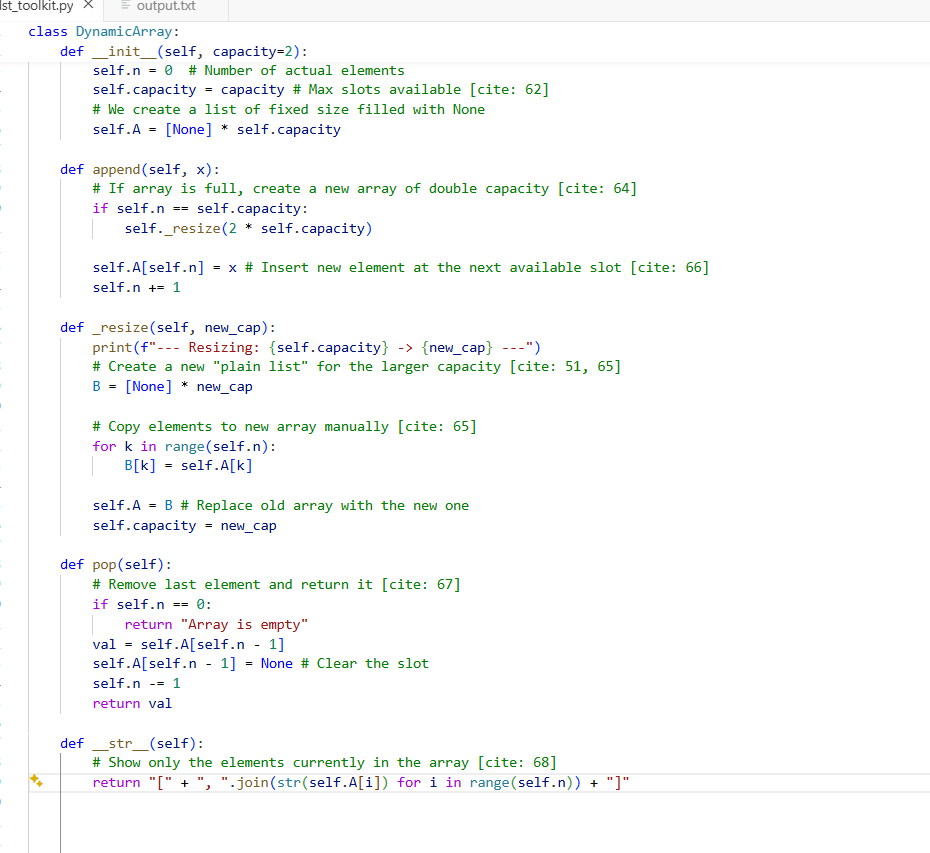 lst_toolkit.py × output.txt
class DynamicArray:
    def __init__(self, capacity=2):
        self.n = 0  # Number of actual elements
        self.capacity = capacity # Max slots available [cite: 62]
        # We create a list of fixed size filled with None
        self.A = [None] * self.capacity
    def append(self, x):
        # If array is full, create a new array of double capacity [cite: 64]
        if self.n == self.capacity:
            self._resize(2 * self.capacity)
        self.A[self.n] = x # Insert new element at the next available slot [cite: 66]
        self.n += 1
    def _resize(self, new_cap):
        print(f"--- Resizing: {self.capacity} -> {new_cap} ---")
        # Create a new "plain list" for the larger capacity [cite: 51, 65]
        B = [None] * new_cap
        # Copy elements to new array manually [cite: 65]
        for k in range(self.n):
            B[k] = self.A[k]
        self.A = B # Replace old array with the new one
        self.capacity = new_cap
    def pop(self):
        # Remove last element and return it [cite: 67]
        if self.n == 0:
            return "Array is empty"
        val = self.A[self.n - 1]
        self.A[self.n - 1] = None # Clear the slot
        self.n -= 1
        return val
    def __str__(self):
        # Show only the elements currently in the array [cite: 68]
        return "[" + ", ".join(str(self.A[i]) for i in range(self.n)) + "]"